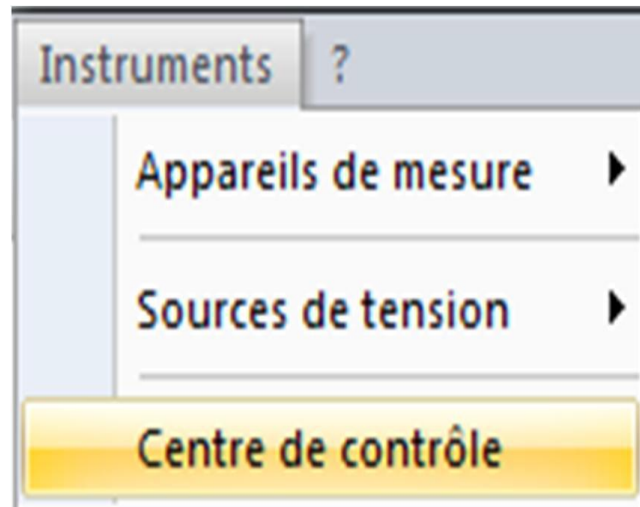 Instruments ?
Appareils de mesure
Sources de tension
Centre de contrôle